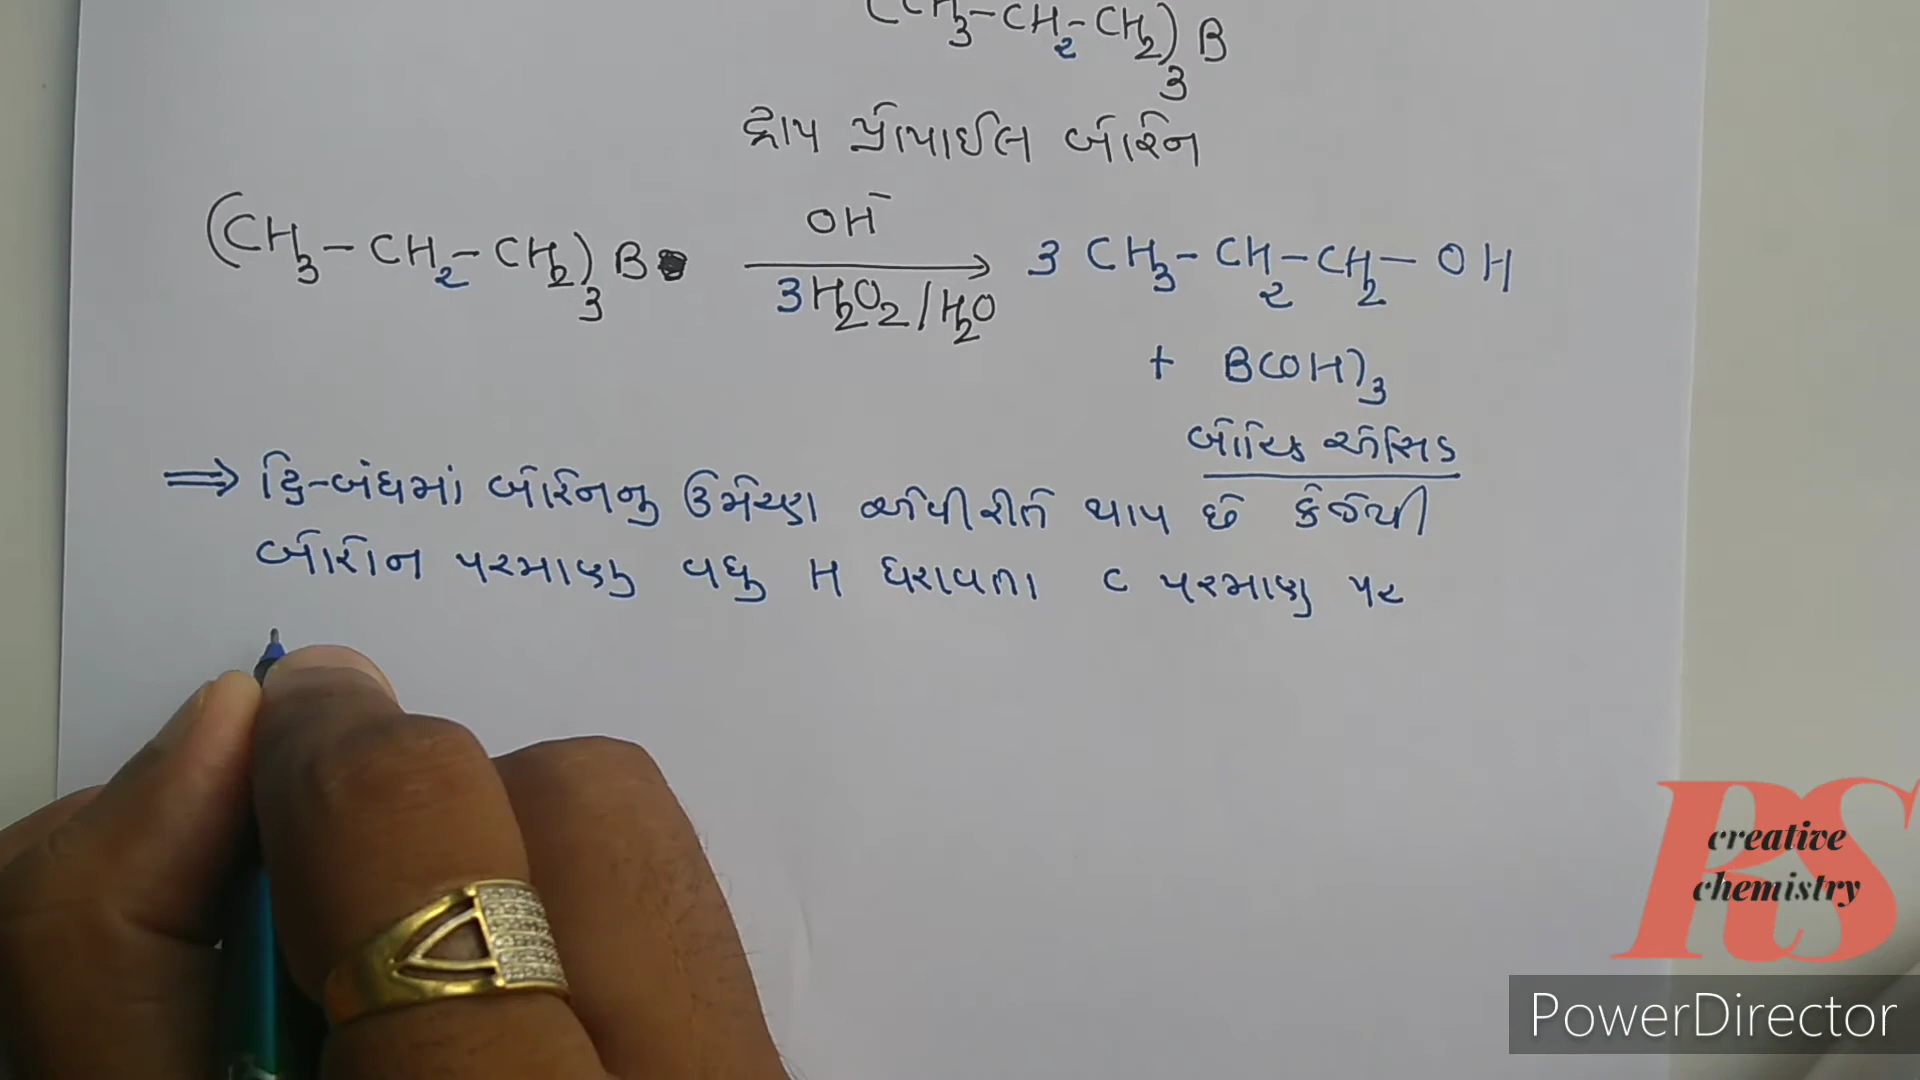 (CH3-CH2-CH2)3 B
ટ્રાય પ્રોપાઈલ બોરેન
(CH3-CH2-CH2)3 B OH⁻ 3H2O2/H2O → 3 CH3-CH2-CH2-OH
+ B(OH)3
બોરિક એસિડ
⇒ દ્વિ-બંધમાં બોરેનનુ ઉમેરણ એવી રીતે થાય છે કે જેથી
બોરોન પરમાણુ વધુ H ધરાવતા C પરમાણુ પર
creative
chemistry
RS
PowerDirector